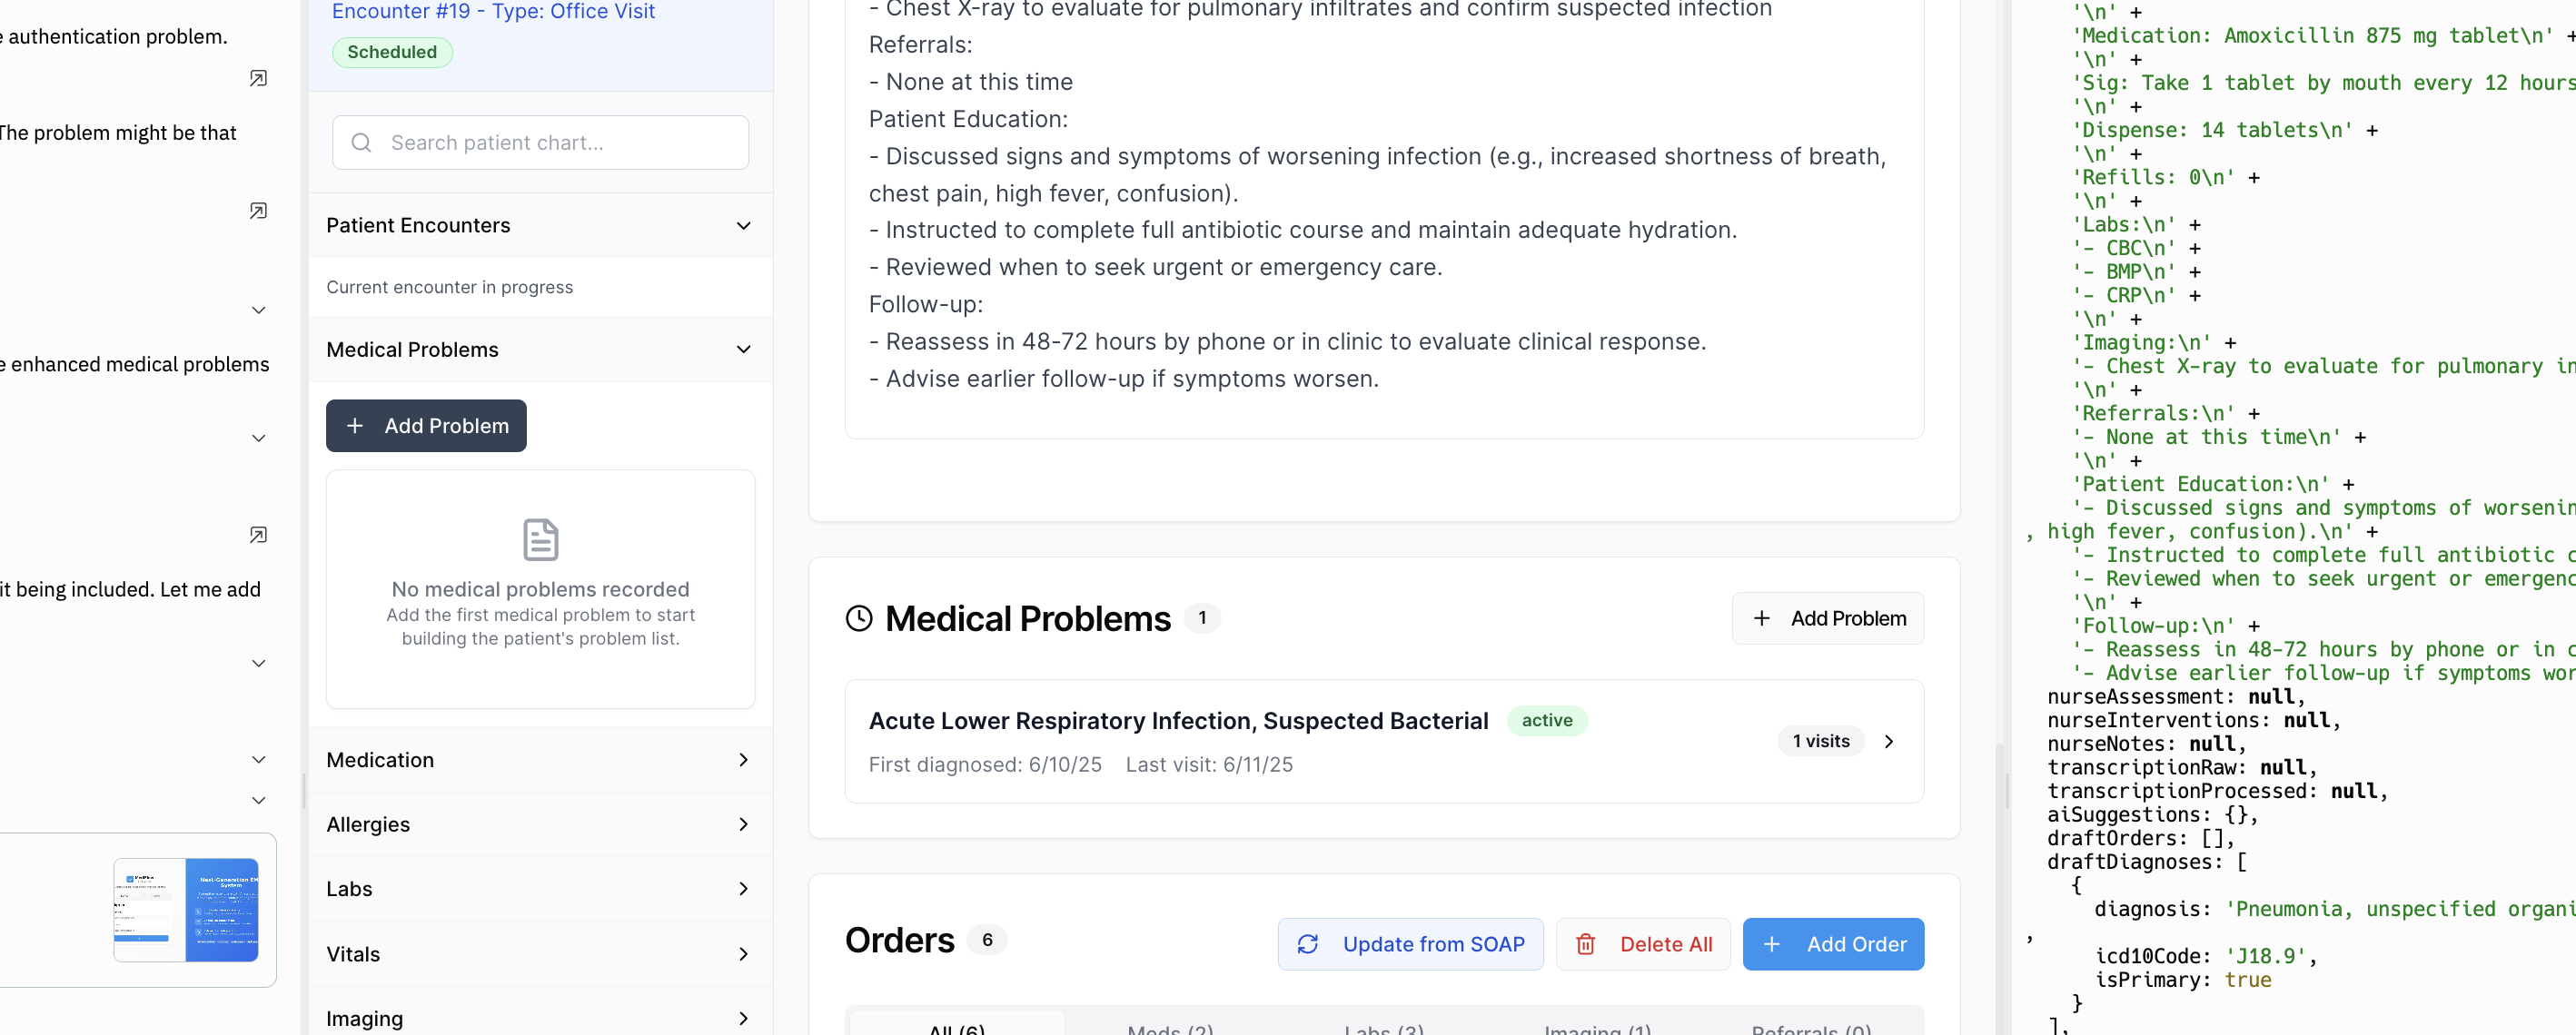 e authentication problem.
The problem might be that
e enhanced medical problems
it being included. Let me add
Encounter #19 - Type: Office Visit
Scheduled
Search patient chart...
Patient Encounters
Current encounter in progress
Medical Problems
+ Add Problem
No medical problems recorded
Add the first medical problem to start
building the patient's problem list.
Medication
Allergies
Labs
Vitals
Imaging
- Chest X-ray to evaluate for pulmonary infiltrates and confirm suspected infection
Referrals:
- None at this time
Patient Education:
- Discussed signs and symptoms of worsening infection (e.g., increased shortness of breath,
chest pain, high fever, confusion).
- Instructed to complete full antibiotic course and maintain adequate hydration.
- Reviewed when to seek urgent or emergency care.
Follow-up:
- Reassess in 48-72 hours by phone or in clinic to evaluate clinical response.
- Advise earlier follow-up if symptoms worsen.
Medical Problems 1
+ Add Problem
Acute Lower Respiratory Infection, Suspected Bacterial active
First diagnosed: 6/10/25 Last visit: 6/11/25
1 visits
Orders 6
Update from SOAP
Delete All
+ Add Order
All (6) Meds (2) Labs (3) Imaging (1) Referrals (0)
'\n' +
'Medication: Amoxicillin 875 mg tablet\n' +
'\n' +
'Sig: Take 1 tablet by mouth every 12 hours
'\n' +
'Dispense: 14 tablets\n' +
'\n' +
'Refills: 0\n' +
'\n' +
'Labs:\n' +
'- CBC\n' +
'- BMP\n' +
'- CRP\n' +
'\n' +
'Imaging:\n' +
'- Chest X-ray to evaluate for pulmonary in
'\n' +
'Referrals:\n' +
'- None at this time\n' +
'\n' +
'Patient Education:\n' +
'- Discussed signs and symptoms of worsenin
, high fever, confusion).\n' +
'- Instructed to complete full antibiotic c
'- Reviewed when to seek urgent or emergenc
'\n' +
'Follow-up:\n' +
'- Reassess in 48-72 hours by phone or in c
'- Advise earlier follow-up if symptoms wor
nurseAssessment: null,
nurseInterventions: null,
nurseNotes: null,
transcriptionRaw: null,
transcriptionProcessed: null,
aiSuggestions: {},
draftOrders: [],
draftDiagnoses: [
{
diagnosis: 'Pneumonia, unspecified organi
,
icd10Code: 'J18.9',
isPrimary: true
}
],